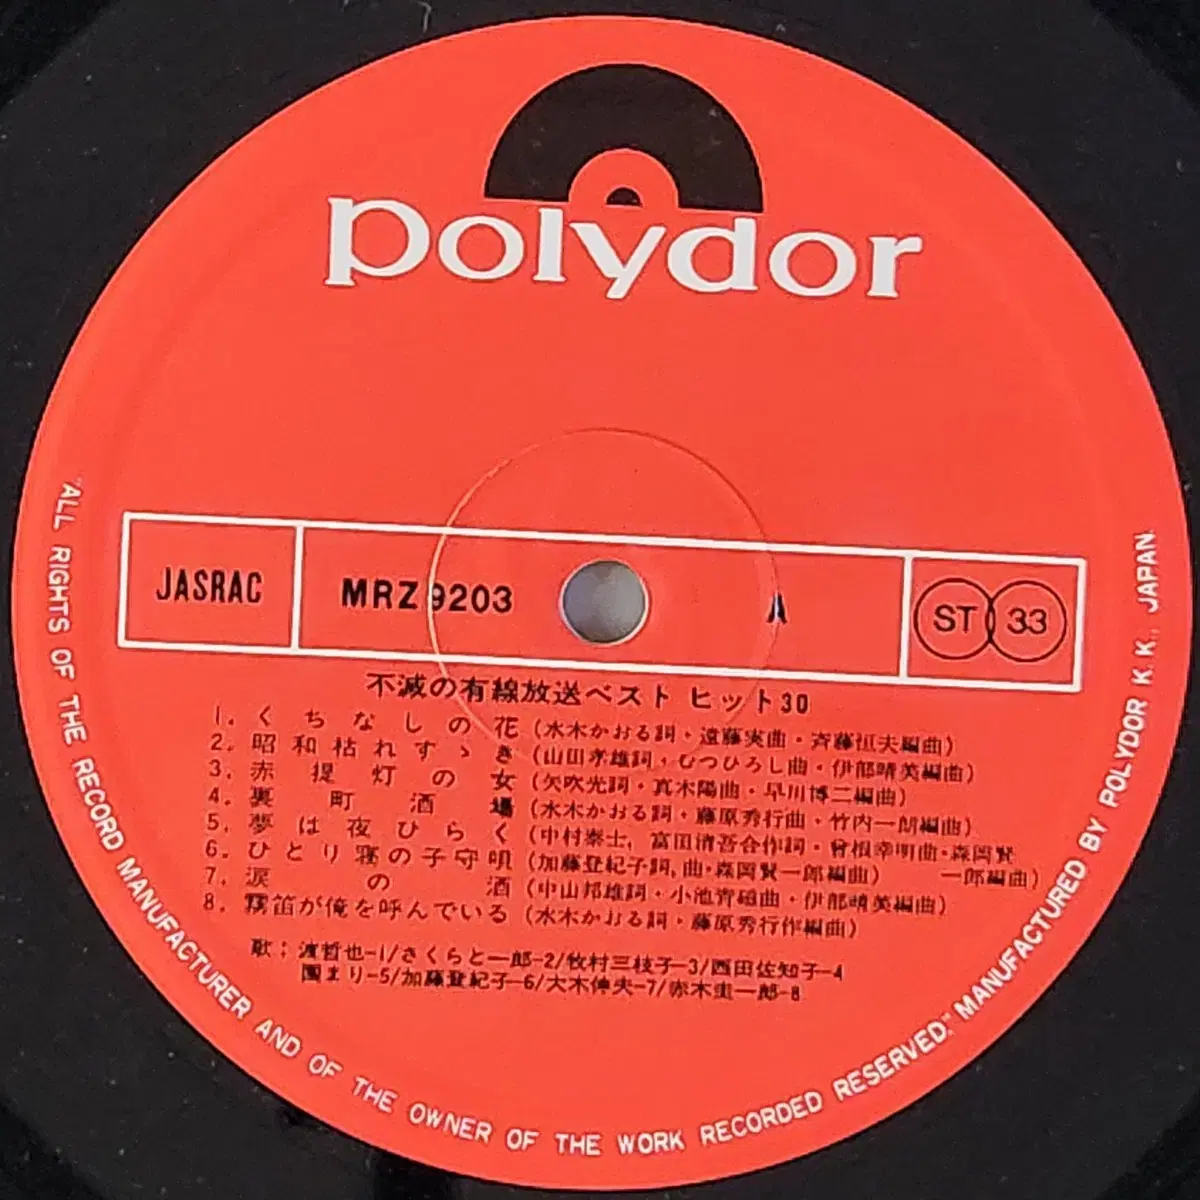 polydor
JASRAC MRZ 9203 A ST 33
不滅の有線放送ベスト ヒット30
1. くちなしの花 (水木かおる詞・遠藤実曲・斉藤恒夫編曲)
2. 昭和枯れすゝき (山田孝雄詞・むつひろし曲・伊部晴美編曲)
3. 赤提灯の女 (矢吹光詞・真木陽曲・早川博二編曲)
4. 裏町酒場 (水木かおる詞・藤原秀行曲・竹内一朗編曲)
5. 夢は夜ひらく (中村泰士, 富田清吾合作詞・曾根幸明曲・森岡賢
一郎編曲)
6. ひとり寝の子守唄 (加藤登紀子詞, 曲・森岡賢一郎編曲)
7. 涙の酒 (中山邦雄詞・小池青磁曲・伊部晴美編曲)
8. 霧笛が俺を呼んでいる (水木かおる詞・藤原秀行作編曲)
歌; 渡哲也-1/さくらと一郎-2/牧村三枝子-3/西田佐知子-4
園まり-5/加藤登紀子-6/大木伸夫-7/赤木圭一郎-8
"ALL RIGHTS OF THE RECORD MANUFACTURER AND OF THE OWNER OF THE WORK RECORDED RESERVED." MANUFACTURED BY POLYDOR K. K., JAPAN